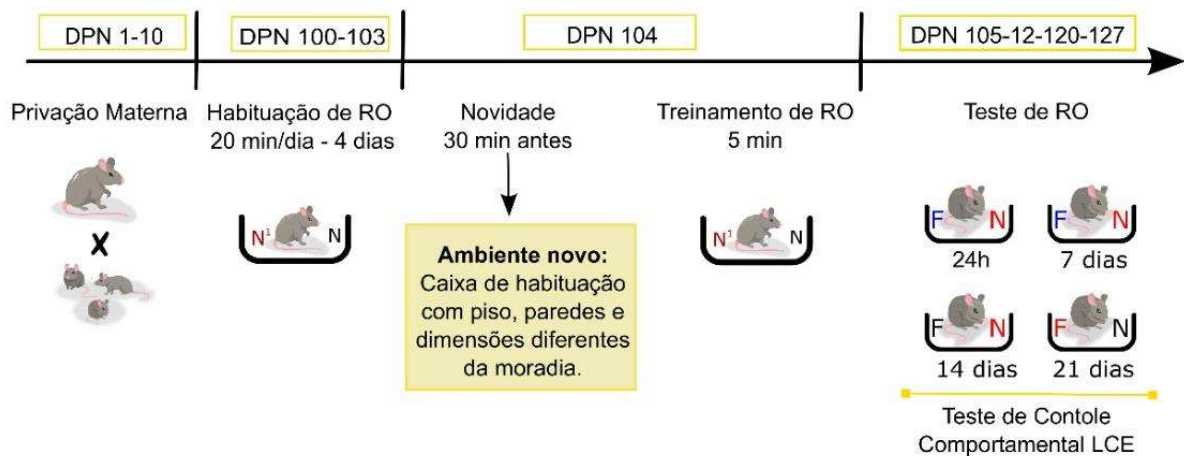 DPN 1-10
DPN 100-103
DPN 104
DPN 105-12-120-127
Privação Materna
Habituação de RO
20 min/dia - 4 dias
Novidade
30 min antes
Treinamento de RO
5 min
Teste de RO
N¹ N
Ambiente novo:
Caixa de habituação
com piso, paredes e
dimensões diferentes
da moradia.
N¹ N
F N
F N
24h
7 dias
F N
F N
14 dias
21 dias
Teste de Contole
Comportamental LCE